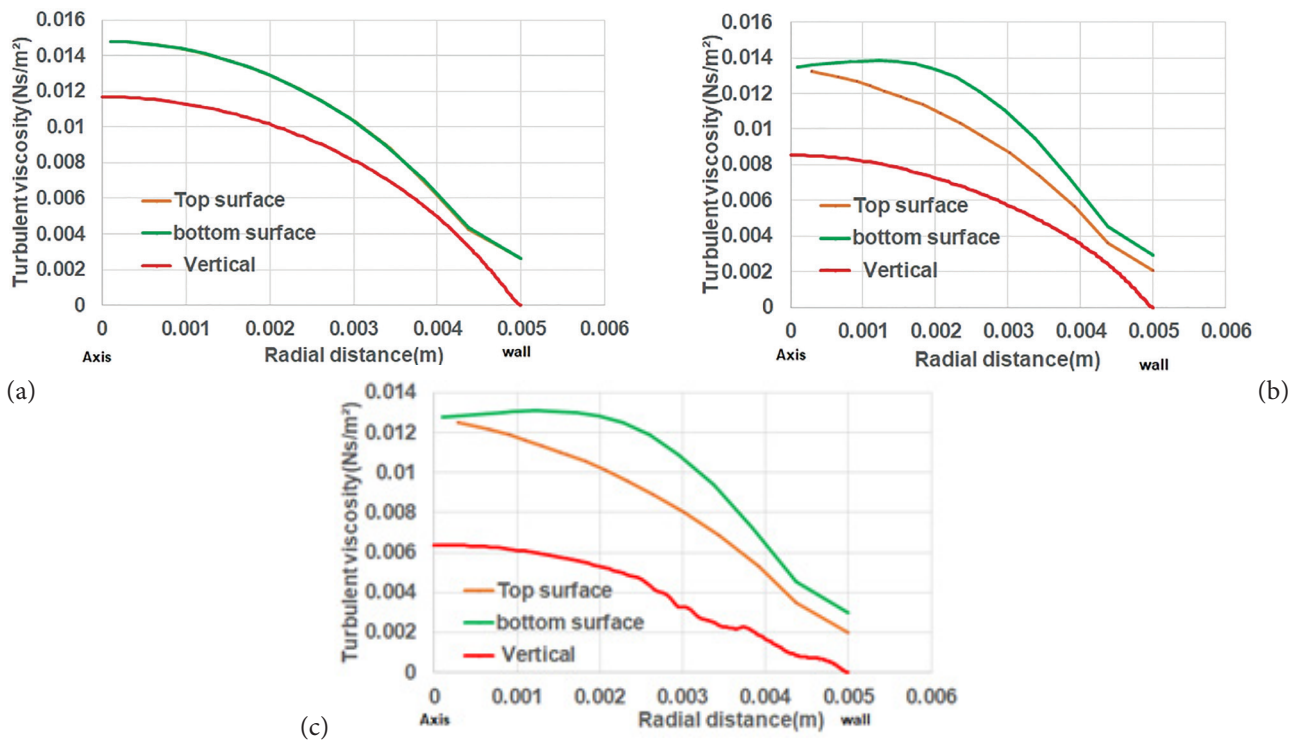 0.016
0.014
0.012
0.01
0.008
0.006
0.004
0.002
0
Turbulent viscosity(Ns/m²)
Top surface
bottom surface
Vertical
0 0.001 0.002 0.003 0.004 0.005 0.006
Axis Radial distance(m) wall
(a)
0.016
0.014
0.012
0.01
0.008
0.006
0.004
0.002
0
Turbulent viscosity(Ns/m²)
Top surface
bottom surface
Vertical
0 0.001 0.002 0.003 0.004 0.005 0.006
Axis Radial distance(m) wall
(b)
0.014
0.012
0.01
0.008
0.006
0.004
0.002
0
Turbulent viscosity(Ns/m²)
Top surface
bottom surface
Vertical
0 0.001 0.002 0.003 0.004 0.005 0.006
Axis Radial distance(m) wall
(c)